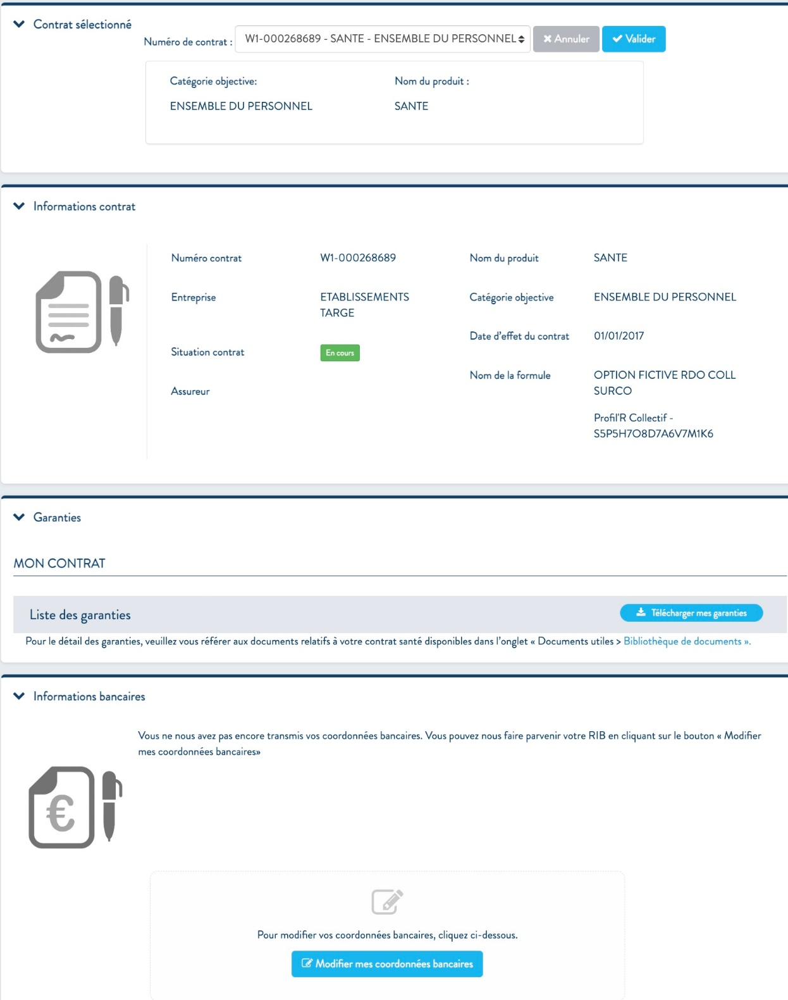 Contrat sélectionné
Numéro de contrat :
W1-000268689 - SANTE - ENSEMBLE DU PERSONNEL
Annuler
Valider
Catégorie objective:
Nom du produit :
ENSEMBLE DU PERSONNEL
SANTE
Informations contrat
Numéro contrat
W1-000268689
Nom du produit
SANTE
Entreprise
ETABLISSEMENTS
TARGE
Catégorie objective
ENSEMBLE DU PERSONNEL
Date d'effet du contrat
01/01/2017
Situation contrat
En cours
Nom de la formule
OPTION FICTIVE RDO COLL
SURCO
Assureur
Profil'R Collectif -
S5P5H7O8D7A6V7M1K6
Garanties
MON CONTRAT
Liste des garanties
Télécharger mes garanties
Pour le détail des garanties, veuillez vous référer aux documents relatifs à votre contrat santé disponibles dans l'onglet « Documents utiles > Bibliothèque de documents ».
Informations bancaires
Vous ne nous avez pas encore transmis vos coordonnées bancaires. Vous pouvez nous faire parvenir votre RIB en cliquant sur le bouton « Modifier
mes coordonnées bancaires»
€
Pour modifier vos coordonnées bancaires, cliquez ci-dessous.
Modifier mes coordonnées bancaires